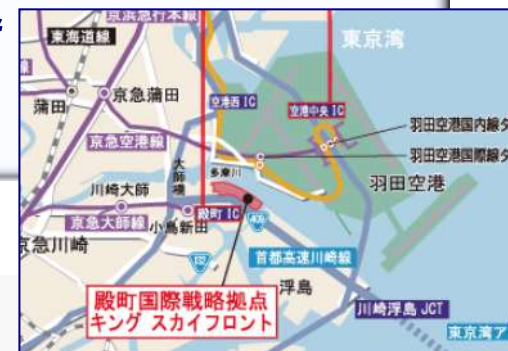 京浜急行本線
東海道線
東京湾
蒲田
京急蒲田
空港西 IC
空港中央 IC
京急空港線
羽田空港国内線タ
羽田空港国際線タ
大師橋
多摩川
羽田空港
川崎大師
殿町 IC
409
京急大師線
小島新田
京急川崎
132
首都高速川崎線
浮島
殿町国際戦略拠点
キング スカイフロント
川崎浮島 JCT
東京湾ア